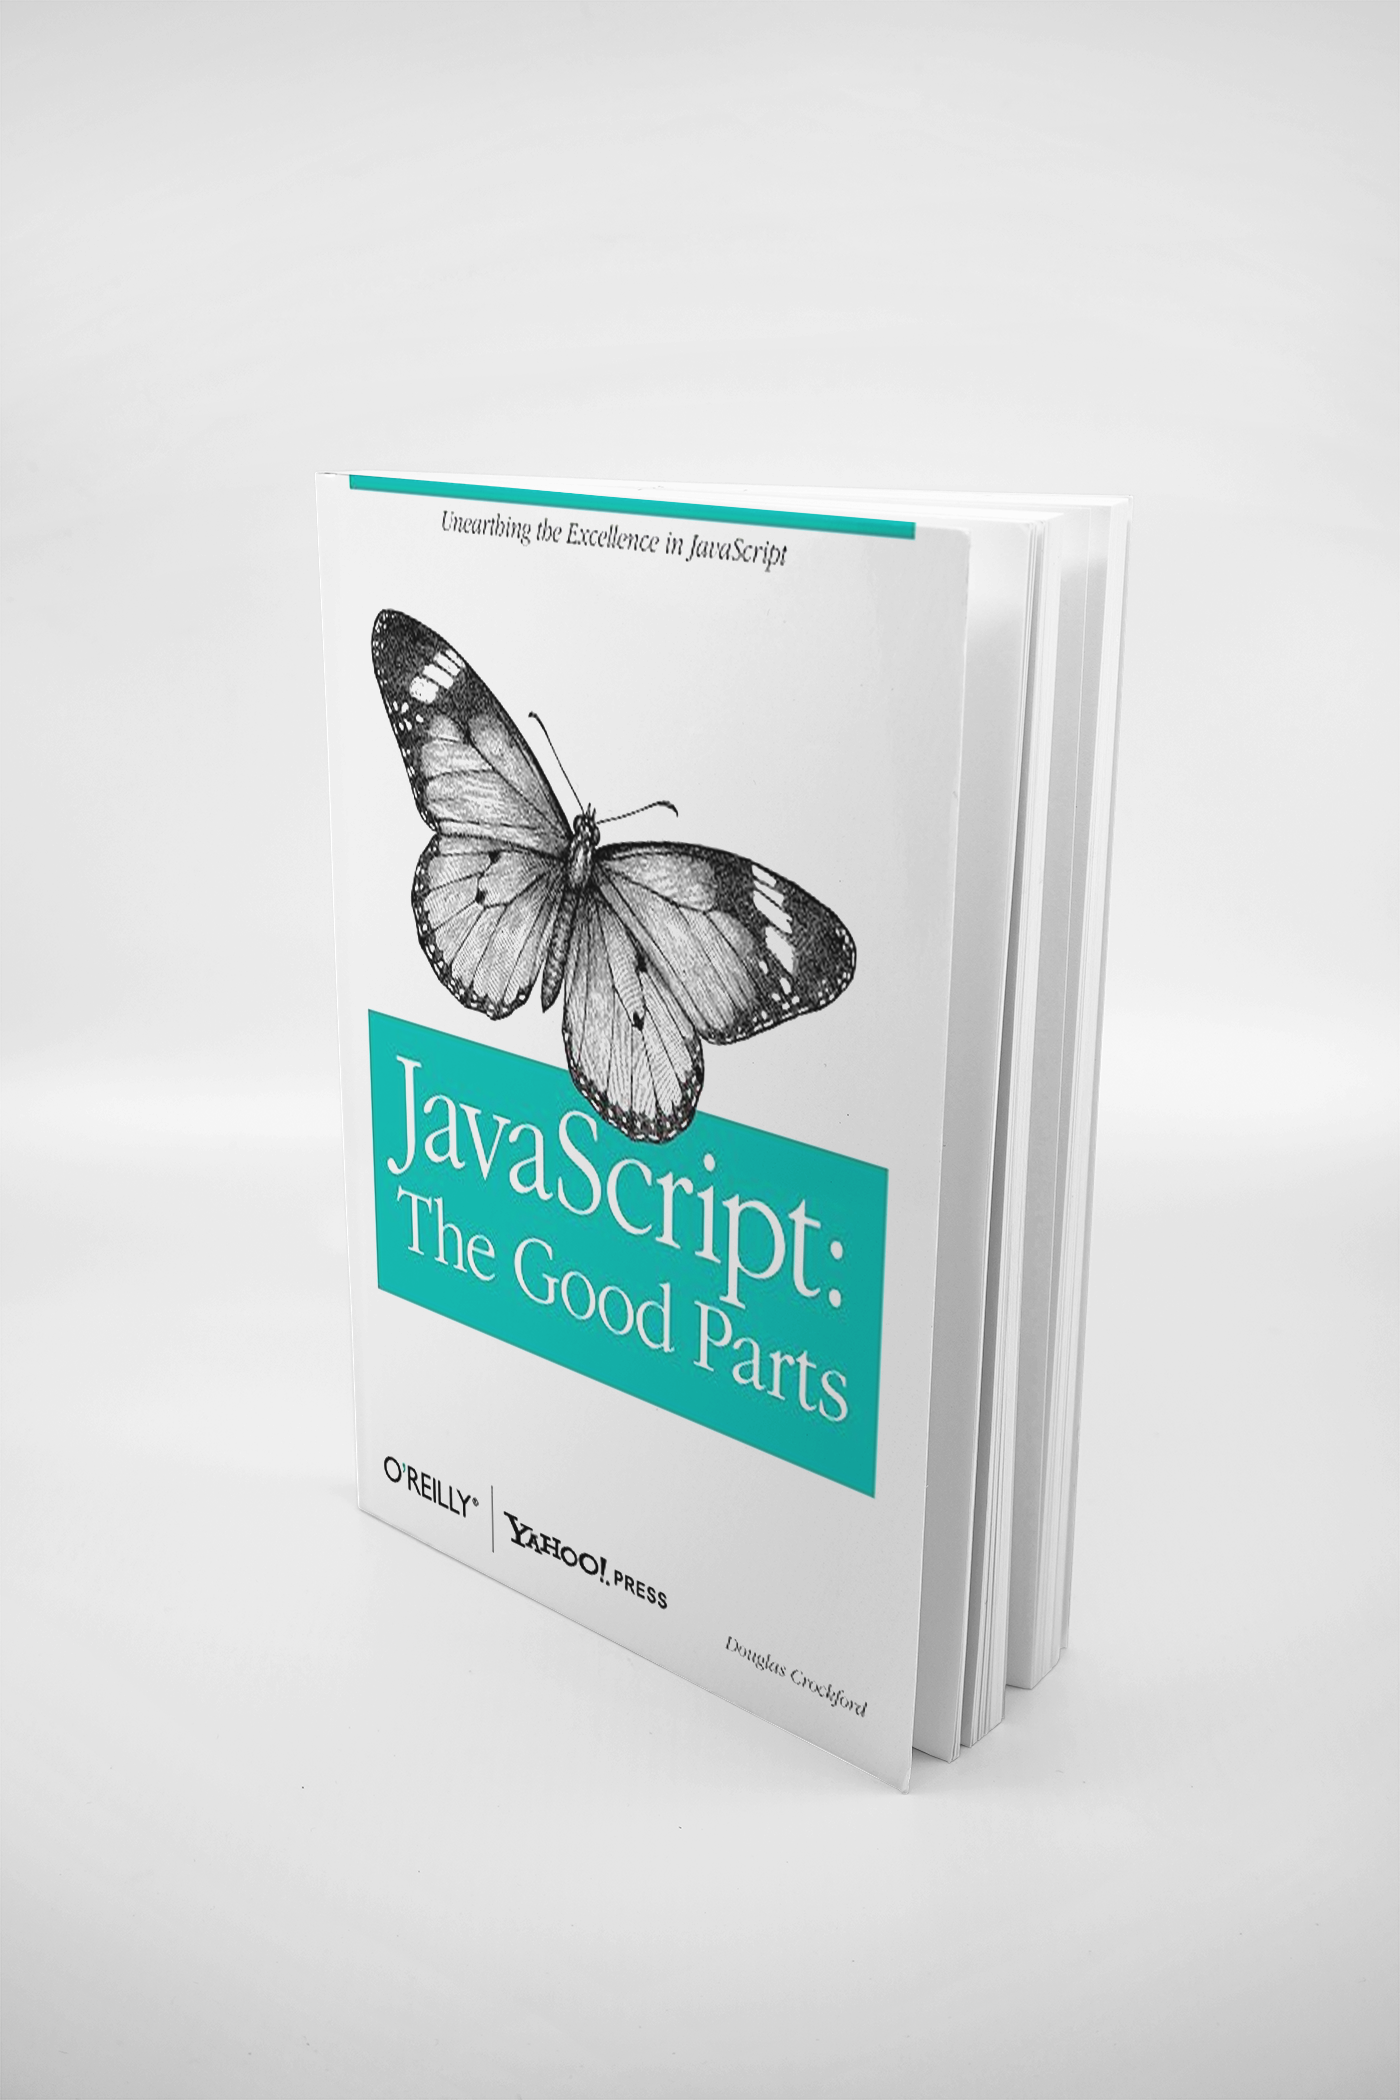 Unearthing the Excellence in JavaScript
JavaScript:
The Good Parts
O'REILLY®
YAHOO! PRESS
Douglas Crockford